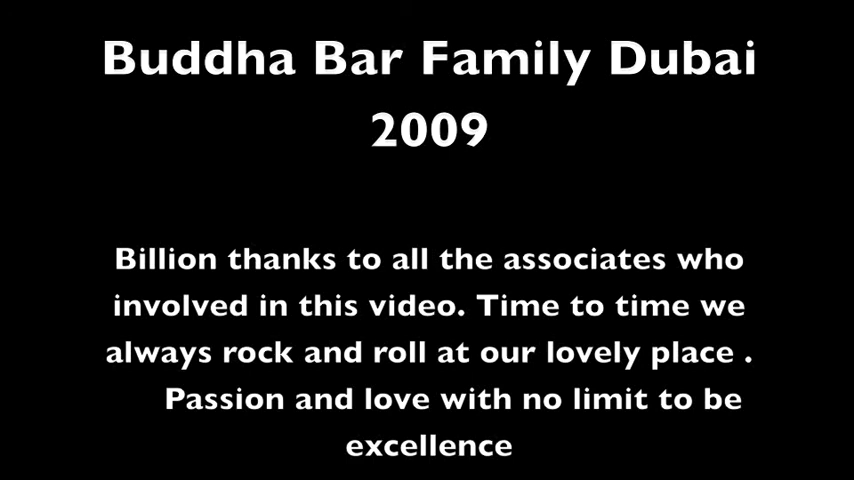 Buddha Bar Family Dubai
2009
Billion thanks to all the associates who
involved in this video. Time to time we
always rock and roll at our lovely place .
Passion and love with no limit to be
excellence